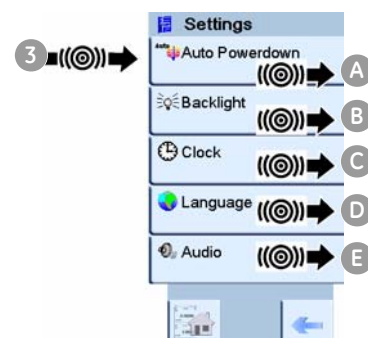 Settings
3
Auto Powerdown
A
Backlight
B
Clock
C
Language
D
Audio
E